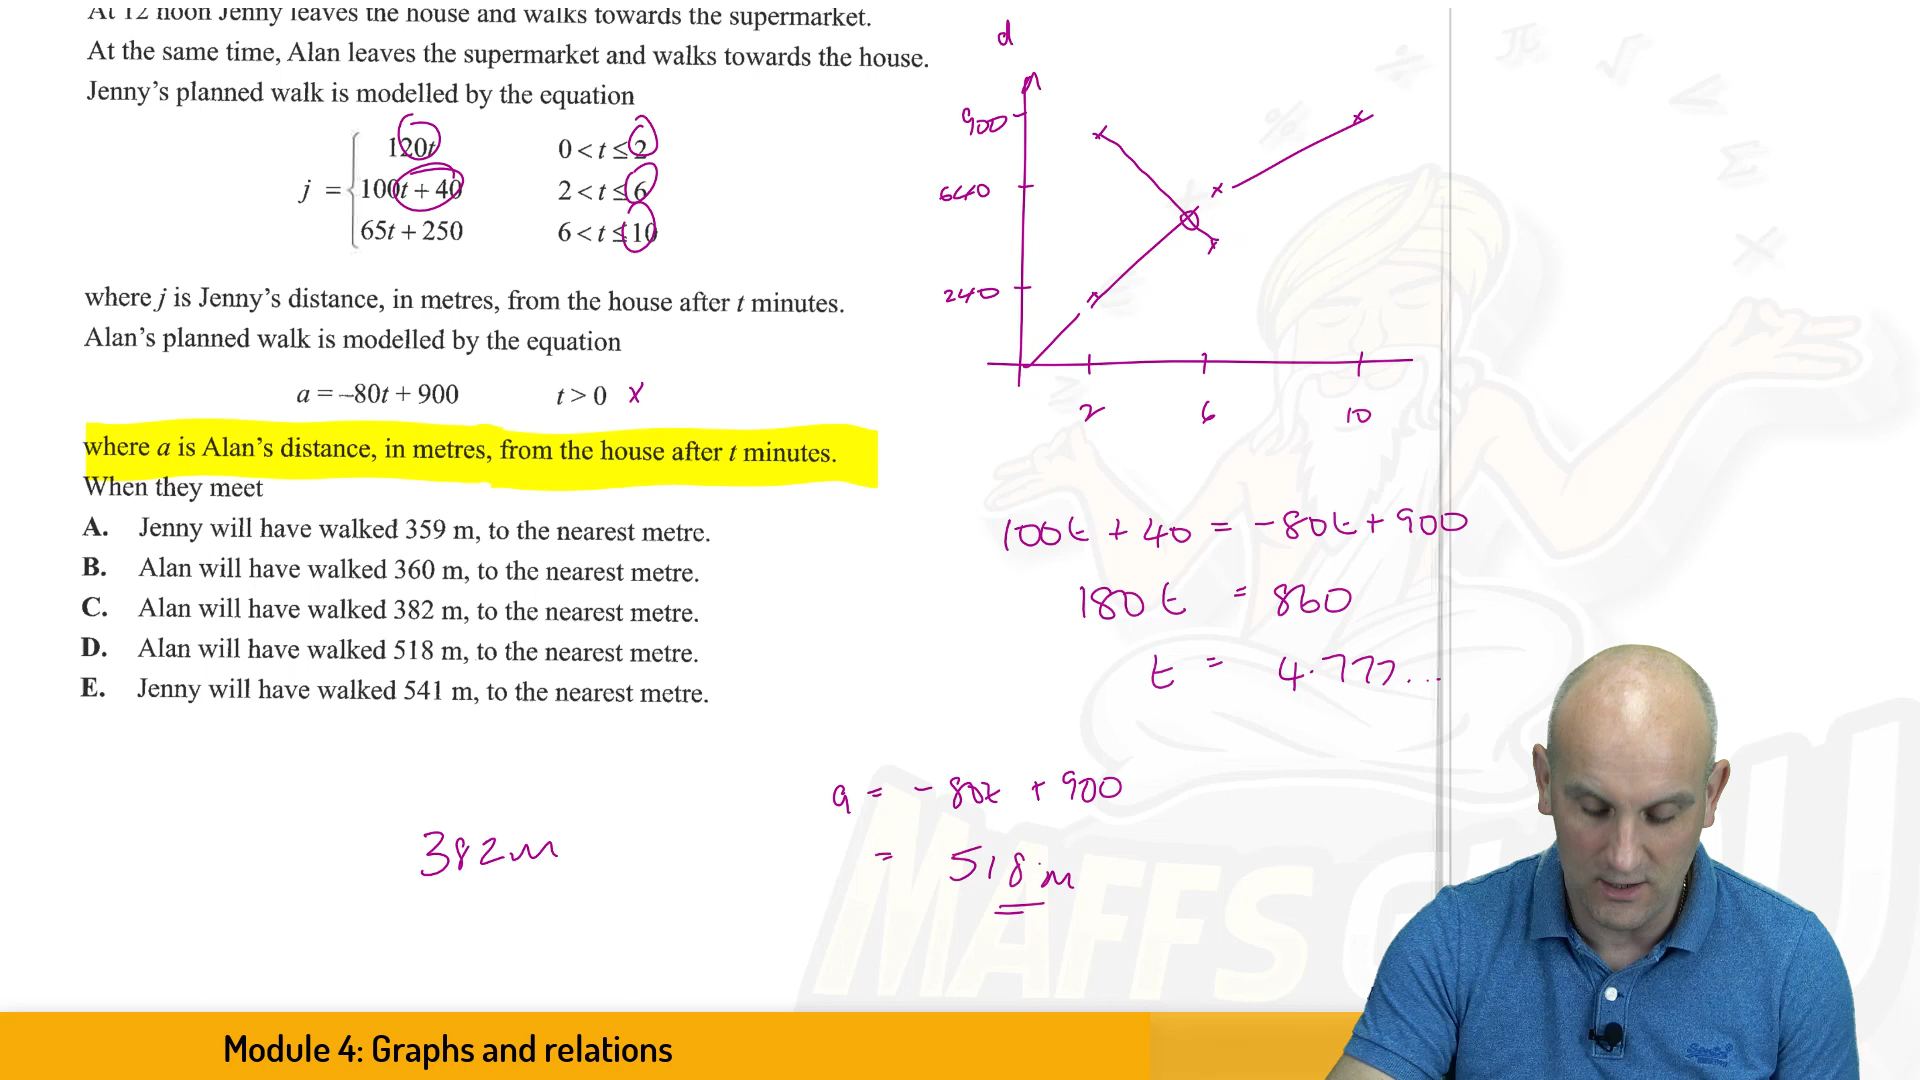 At 12 noon Jenny leaves the house and walks towards the supermarket.
At the same time, Alan leaves the supermarket and walks towards the house.
Jenny's planned walk is modelled by the equation
j = { 120t 0 < t ≤ 2
100t + 40 2 < t ≤ 6
65t + 250 6 < t ≤ 10
where j is Jenny's distance, in metres, from the house after t minutes.
Alan's planned walk is modelled by the equation
a = –80t + 900 t > 0 x
where a is Alan's distance, in metres, from the house after t minutes.
When they meet
A. Jenny will have walked 359 m, to the nearest metre.
B. Alan will have walked 360 m, to the nearest metre.
C. Alan will have walked 382 m, to the nearest metre.
D. Alan will have walked 518 m, to the nearest metre.
E. Jenny will have walked 541 m, to the nearest metre.
d
900
640
240
2 6 10
100t + 40 = -80t + 900
180t = 860
t = 4.777...
a = -80t + 900
= 518m
382m
MAFFS GU
Module 4: Graphs and relations